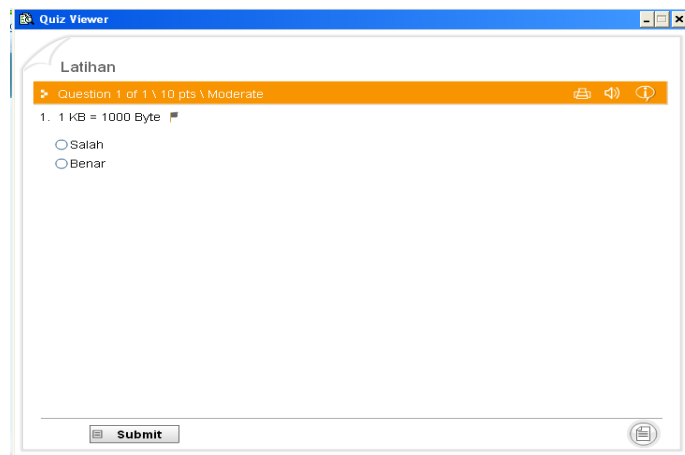 Quiz Viewer
Latihan
Question 1 of 1 \ 10 pts \ Moderate
1. 1 KB = 1000 Byte
Salah
Benar
Submit